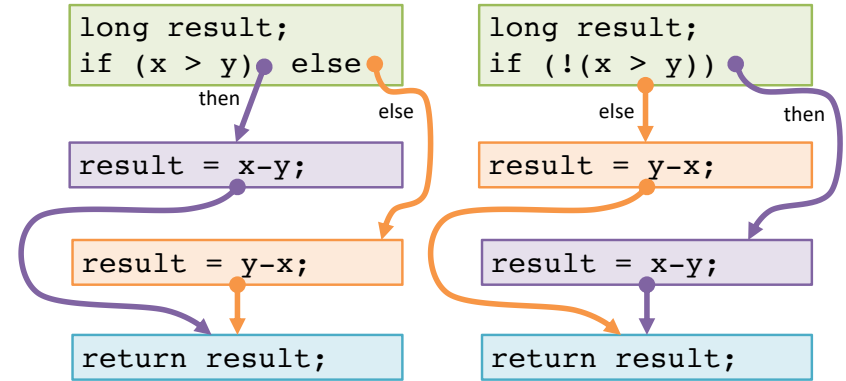 long result;
if (x > y) else
then
else
result = x-y;
result = y-x;
return result;
long result;
if (!(x > y))
else
then
result = y-x;
result = x-y;
return result;